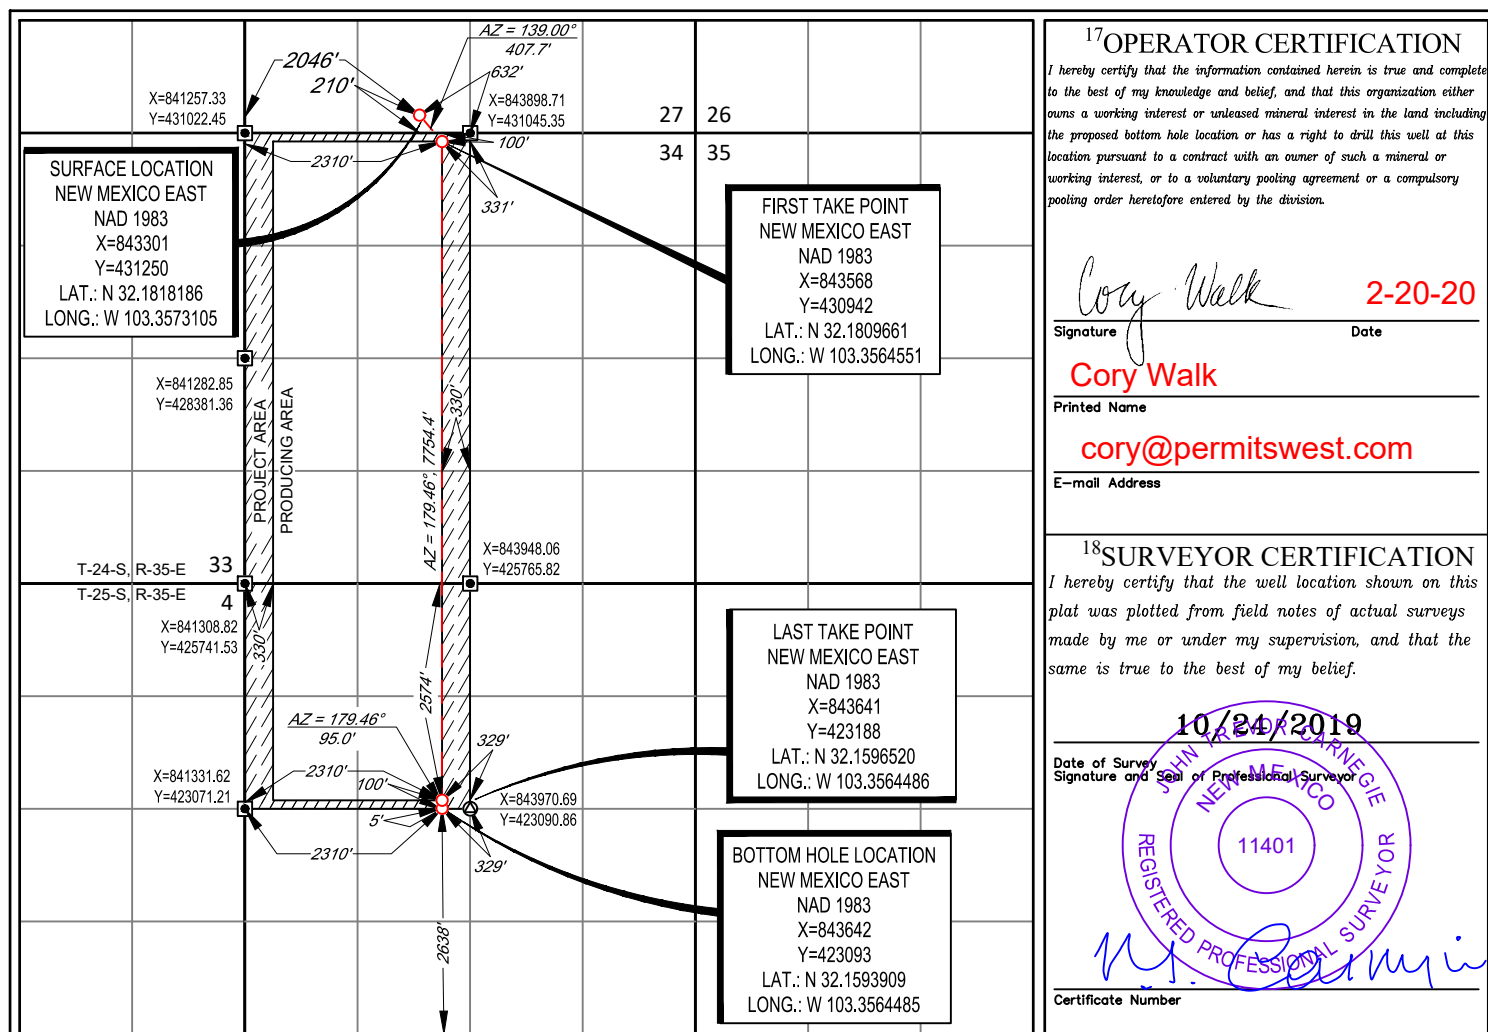 AZ = 139.00°
407.7'
2046'
210'
632'
X=841257.33
Y=431022.45
X=843898.71
Y=431045.35
27 26
34 35
100'
2310'
331'
SURFACE LOCATION
NEW MEXICO EAST
NAD 1983
X=843301
Y=431250
LAT.: N 32.1818186
LONG.: W 103.3573105
FIRST TAKE POINT
NEW MEXICO EAST
NAD 1983
X=843568
Y=430942
LAT.: N 32.1809661
LONG.: W 103.3564551
X=841282.85
Y=428381.36
PROJECT AREA
PRODUCING AREA
AZ = 179.46°, 7754.4'
330'
T-24-S, R-35-E 33
T-25-S, R-35-E 4
X=843948.06
Y=425765.82
X=841308.82
Y=425741.53
330'
2574'
LAST TAKE POINT
NEW MEXICO EAST
NAD 1983
X=843641
Y=423188
LAT.: N 32.1596520
LONG.: W 103.3564486
AZ = 179.46°
95.0'
329'
X=841331.62
Y=423071.21
2310'
100'
5'
X=843970.69
Y=423090.86
2310'
329'
BOTTOM HOLE LOCATION
NEW MEXICO EAST
NAD 1983
X=843642
Y=423093
LAT.: N 32.1593909
LONG.: W 103.3564485
2638'
17OPERATOR CERTIFICATION
I hereby certify that the information contained herein is true and complete
to the best of my knowledge and belief, and that this organization either
owns a working interest or unleased mineral interest in the land including
the proposed bottom hole location or has a right to drill this well at this
location pursuant to a contract with an owner of such a mineral or
working interest, or to a voluntary pooling agreement or a compulsory
pooling order heretofore entered by the division.
Cory Walk 2-20-20
Signature Date
Cory Walk
Printed Name
cory@permitswest.com
E-mail Address
18SURVEYOR CERTIFICATION
I hereby certify that the well location shown on this
plat was plotted from field notes of actual surveys
made by me or under my supervision, and that the
same is true to the best of my belief.
10/24/2019
Date of Survey
Signature and Seal of Professional Surveyor
JOHN TREVOR CARNEGIE
NEW MEXICO
11401
REGISTERED PROFESSIONAL SURVEYOR
Certificate Number